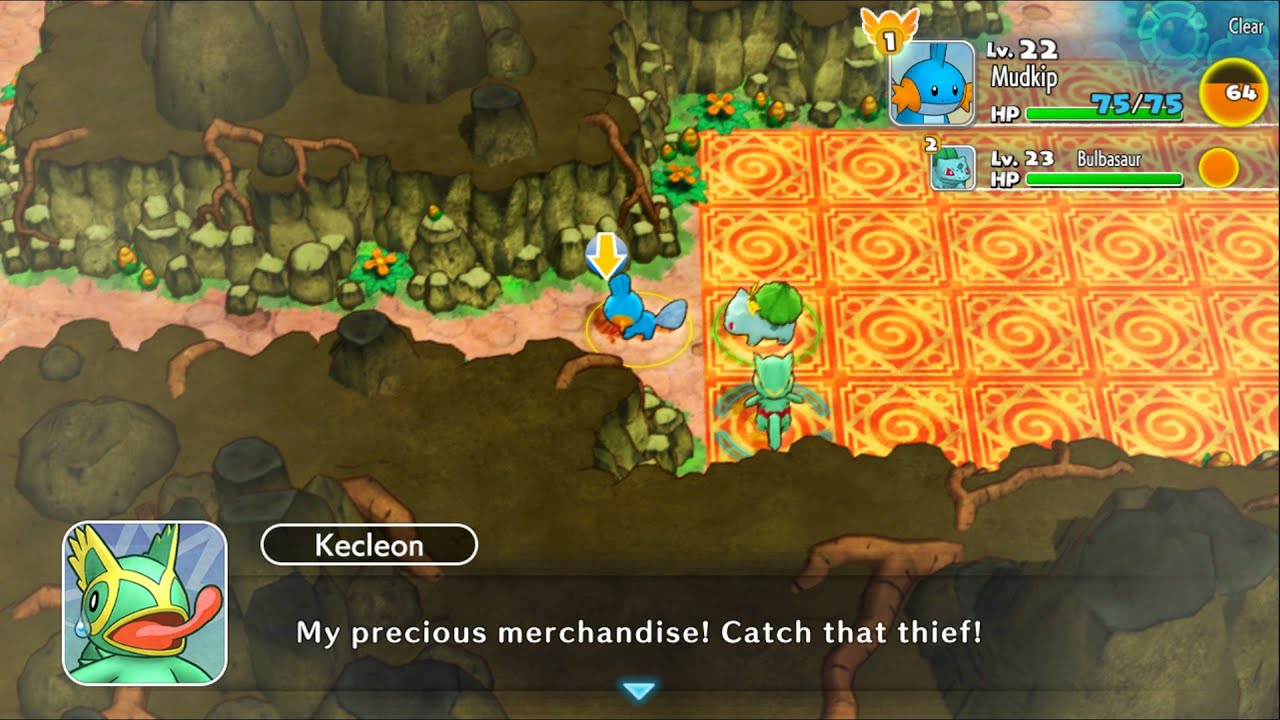 Clear
1
Lv. 22
Mudkip
64
HP 75/75
2
Lv. 23 Bulbasaur
HP
Kecleon
My precious merchandise! Catch that thief!